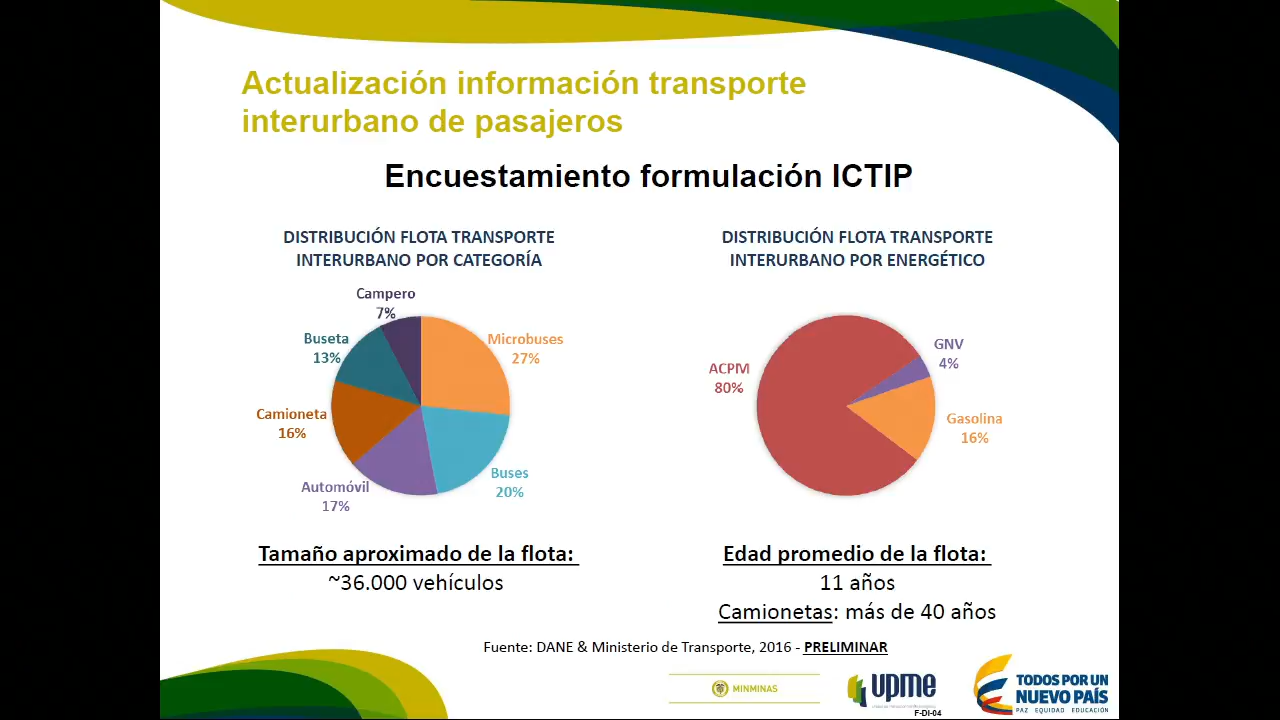 Actualización información transporte
interurbano de pasajeros
Encuestamiento formulación ICTIP
DISTRIBUCIÓN FLOTA TRANSPORTE
INTERURBANO POR CATEGORÍA
Campero
7%
Buseta
13%
Microbuses
27%
Camioneta
16%
Automóvil
17%
Buses
20%
Tamaño aproximado de la flota:
~36.000 vehículos
DISTRIBUCIÓN FLOTA TRANSPORTE
INTERURBANO POR ENERGÉTICO
ACPM
80%
GNV
4%
Gasolina
16%
Edad promedio de la flota:
11 años
Camionetas: más de 40 años
Fuente: DANE & Ministerio de Transporte, 2016 - PRELIMINAR
MINMINAS
upme
F-DI-04
TODOS POR UN
NUEVO PAÍS
PAZ EQUIDAD EDUCACIÓN